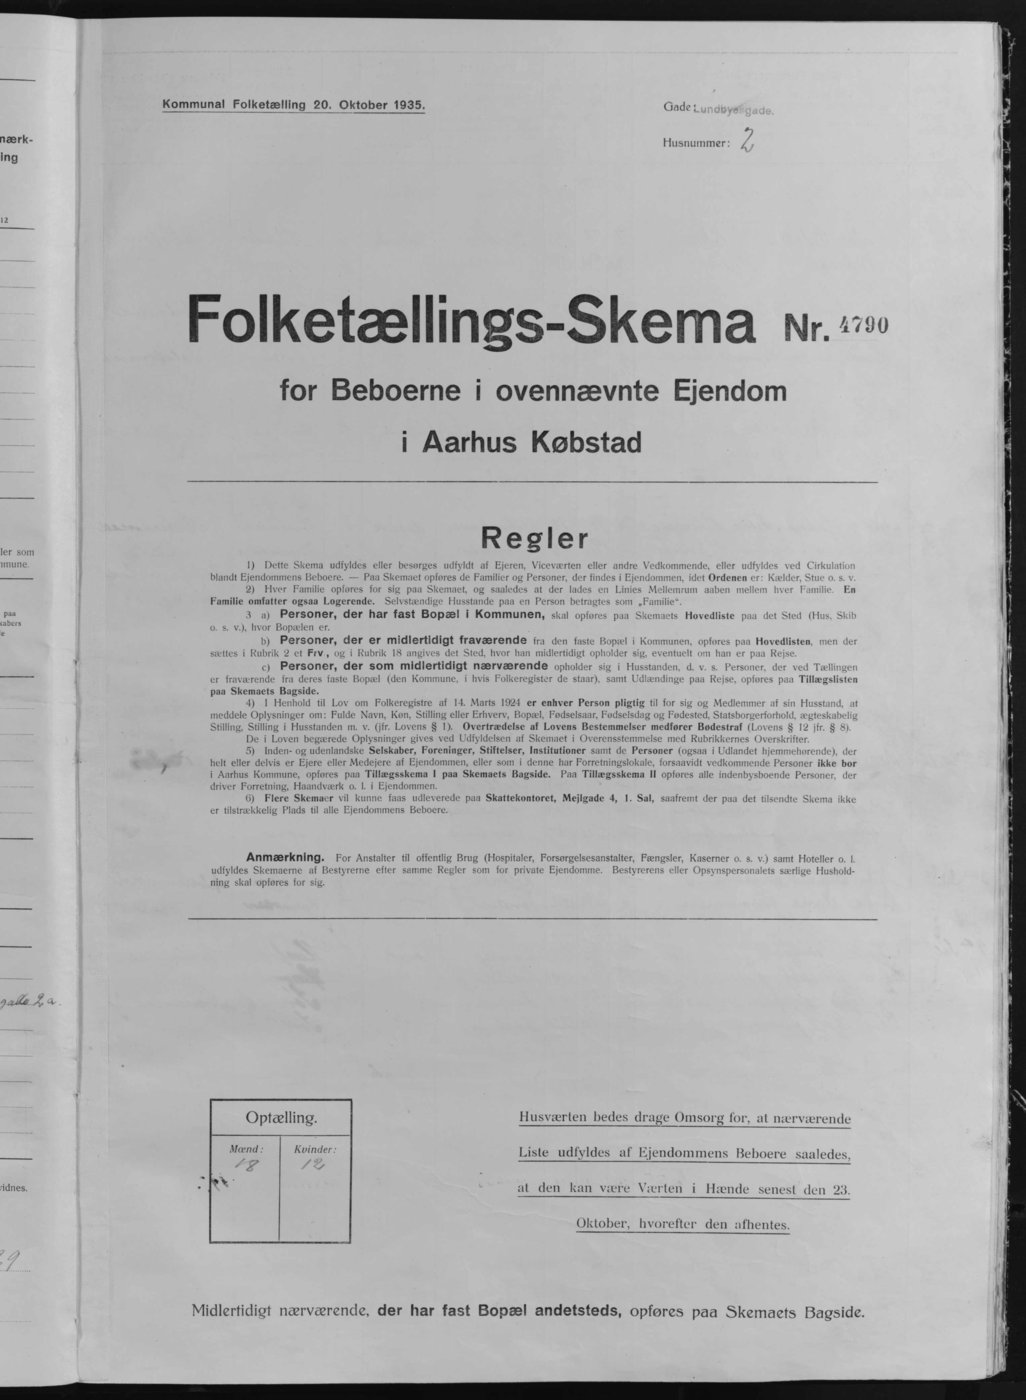 nærk-
ing
12
ler som
mmune.
paa
kabers
e
gade 2 a.
vidnes.
29
Kommunal Folketælling 20. Oktober 1935.
Gade: Lundbyesgade.
Husnummer: 2
Folketællings-Skema Nr. 4790
for Beboerne i ovennævnte Ejendom
i Aarhus Købstad
Regler
1) Dette Skema udfyldes eller besørges udfyldt af Ejeren, Viceværten eller andre Vedkommende, eller udfyldes ved Cirkulation
blandt Ejendommens Beboere. — Paa Skemaet opføres de Familier og Personer, der findes i Ejendommen, idet Ordenen er: Kælder, Stue o. s. v.
2) Hver Familie opføres for sig paa Skemaet, og saaledes at der lades en Linies Mellemrum aaben mellem hver Familie. En
Familie omfatter ogsaa Logerende. Selvstændige Husstande paa en Person betragtes som „Familie“.
3 a) Personer, der har fast Bopæl i Kommunen, skal opføres paa Skemaets Hovedliste paa det Sted (Hus, Skib
o. s. v.), hvor Bopælen er.
b) Personer, der er midlertidigt fraværende fra den faste Bopæl i Kommunen, opføres paa Hovedlisten, men der
sættes i Rubrik 2 et Frv., og i Rubrik 18 angives det Sted, hvor han midlertidigt opholder sig, eventuelt om han er paa Rejse.
c) Personer, der som midlertidigt nærværende opholder sig i Husstanden, d. v. s. Personer, der ved Tællingen
er fraværende fra deres faste Bopæl (den Kommune, i hvis Folkeregister de staar), samt Udlændinge paa Rejse, opføres paa Tillægslisten
paa Skemaets Bagside.
4) I Henhold til Lov om Folkeregistre af 14. Marts 1924 er enhver Person pligtig til for sig og Medlemmer af sin Husstand, at
meddele Oplysninger om: Fulde Navn, Køn, Stilling eller Erhverv, Bopæl, Fødselsaar, Fødselsdag og Fødested, Statsborgerforhold, ægteskabelig
Stilling, Stilling i Husstanden m. v. (jfr. Lovens § 1). Overtrædelse af Lovens Bestemmelser medfører Bødestraf (Lovens § 12 jfr. § 8).
De i Loven begærede Oplysninger gives ved Udfyldelsen af Skemaet i Overensstemmelse med Rubrikkernes Overskrifter.
5) Inden- og udenlandske Selskaber, Foreninger, Stiftelser, Institutioner samt de Personer (ogsaa i Udlandet hjemmehørende), der
helt eller delvis er Ejere eller Medejere af Ejendommen, eller som i denne har Forretningslokale, forsaavidt vedkommende Personer ikke bor
i Aarhus Kommune, opføres paa Tillægsskema I paa Skemaets Bagside. Paa Tillægsskema II opføres alle indenbysboende Personer, der
driver Forretning, Haandværk o. l. i Ejendommen.
6) Flere Skemaer vil kunne faas udleverede paa Skattekontoret, Mejlgade 4, 1. Sal, saafremt der paa det tilsendte Skema ikke
er tilstrækkelig Plads til alle Ejendommens Beboere.
Anmærkning. For Anstalter til offentlig Brug (Hospitaler, Forsørgelsesanstalter, Fængsler, Kaserner o. s. v.) samt Hoteller o. l.
udfyldes Skemaerne af Bestyrerne efter samme Regler som for private Ejendomme. Bestyrerens eller Opsynspersonalets særlige Hushold-
ning skal opføres for sig.
Optælling.
Mænd: Kvinder:
18 12
Husværten bedes drage Omsorg for, at nærværende
Liste udfyldes af Ejendommens Beboere saaledes,
at den kan være Værten i Hænde senest den 23.
Oktober, hvorefter den afhentes.
Midlertidigt nærværende, der har fast Bopæl andetsteds, opføres paa Skemaets Bagside.